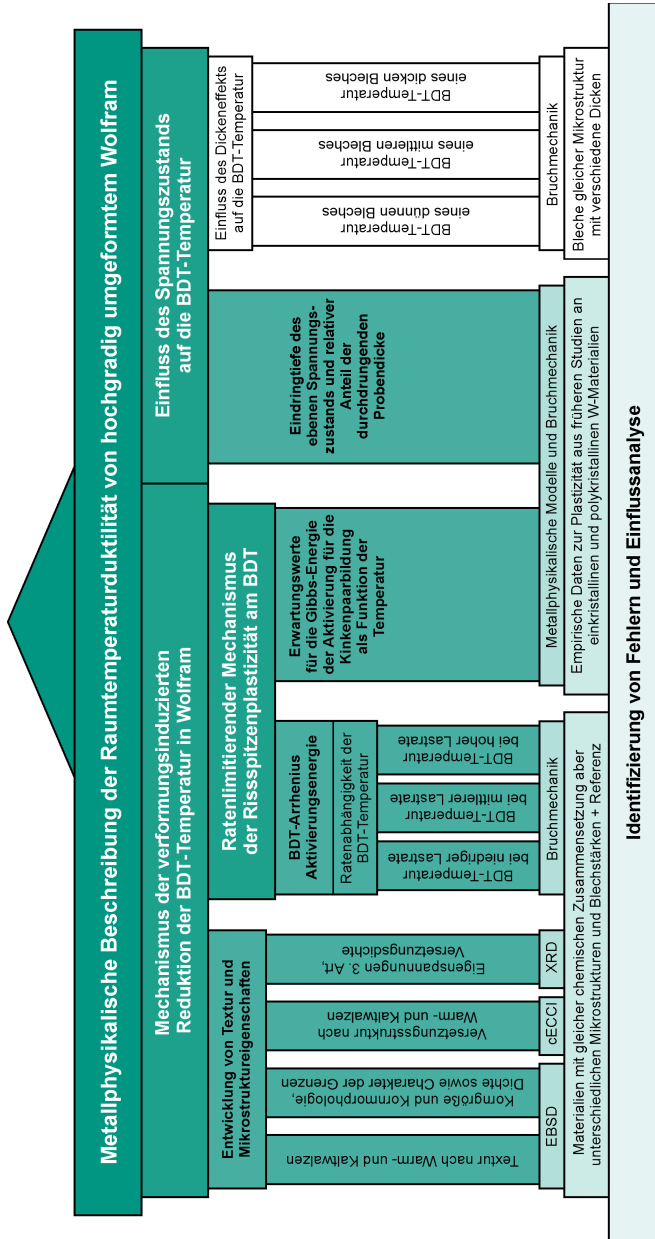 Metallphysikalische Beschreibung der Raumtemperaturduktilität von hochgradig umgeformtem Wolfram
Mechanismus der verformungsinduzierten
Reduktion der BDT-Temperatur in Wolfram
Einfluss des Spannungszustands
auf die BDT-Temperatur
Entwicklung von Textur und
Mikrostruktureigenschaften
Textur nach Warm- und Kaltwalzen
Korngröße und Kornmorphologie,
Dichte sowie Charakter der Grenzen
Versetzungsstruktur nach
Warm- und Kaltwalzen
Eigenspannungen 3. Art,
Versetzungsdichte
EBSD
cECCI
XRD
Ratenlimitierender Mechanismus
der Rissspitzenplastizität am BDT
BDT-Arrhenius
Aktivierungsenergie
Ratenabhängigkeit der
BDT-Temperatur
BDT-Temperatur
bei niedriger Lastrate
BDT-Temperatur
bei mittlerer Lastrate
BDT-Temperatur
bei hoher Lastrate
Bruchmechanik
Materialien mit gleicher chemischen Zusammensetzung aber
unterschiedlichen Mikrostrukturen und Blechstärken + Referenz
Erwartungswerte
für die Gibbs-Energie
der Aktivierung für die
Kinkenpaarbildung
als Funktion der
Temperatur
Eindringtiefe des
ebenen Spannungs-
zustands und relativer
Anteil der
durchdrungenden
Probendicke
Metallphysikalische Modelle und Bruchmechanik
Empirische Daten zur Plastizität aus früheren Studien an
einkristallinen und polykristallinen W-Materialien
Einfluss des Dickeneffekts
auf die BDT-Temperatur
BDT-Temperatur
eines dünnen Bleches
BDT-Temperatur
eines mittleren Bleches
BDT-Temperatur
eines dicken Bleches
Bruchmechanik
Bleche gleicher Mikrostruktur
mit verschiedene Dicken
Identifizierung von Fehlern und Einflussanalyse